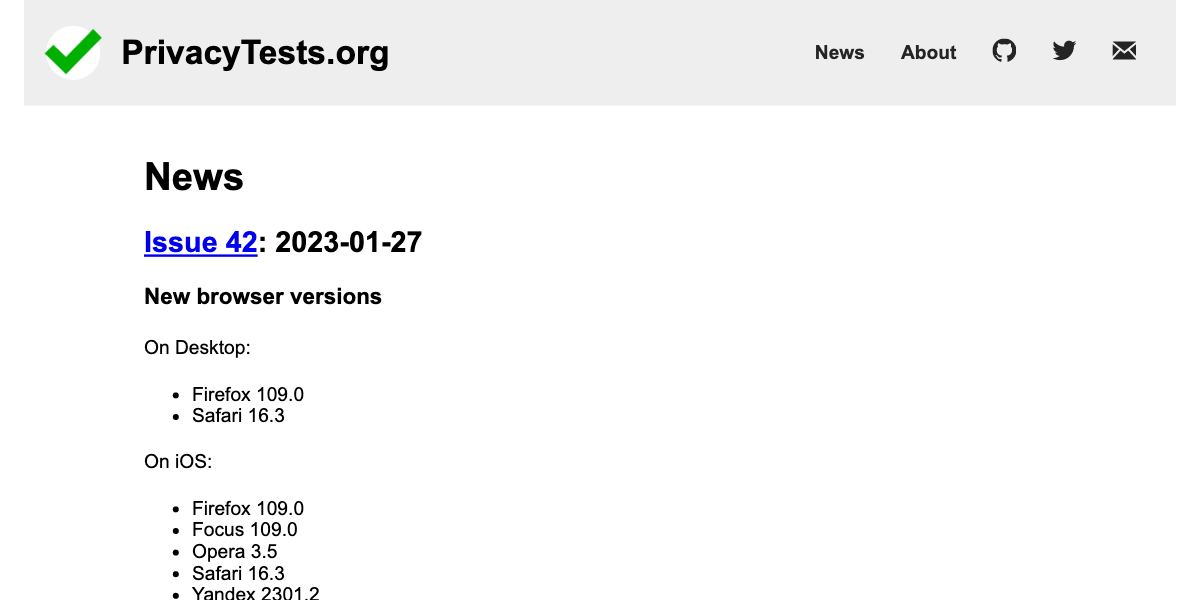 PrivacyTests.org
News
About
News
Issue 42: 2023-01-27
New browser versions
On Desktop:
Firefox 109.0
Safari 16.3
On iOS:
Firefox 109.0
Focus 109.0
Opera 3.5
Safari 16.3
Yandex 2301.2